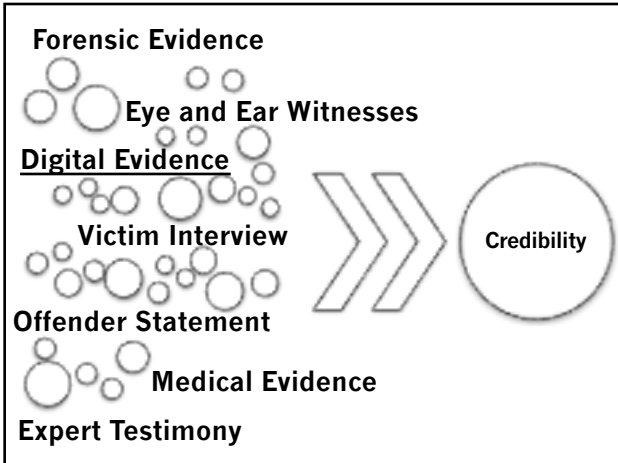 Forensic Evidence
Eye and Ear Witnesses
Digital Evidence
Victim Interview
Offender Statement
Medical Evidence
Expert Testimony
Credibility